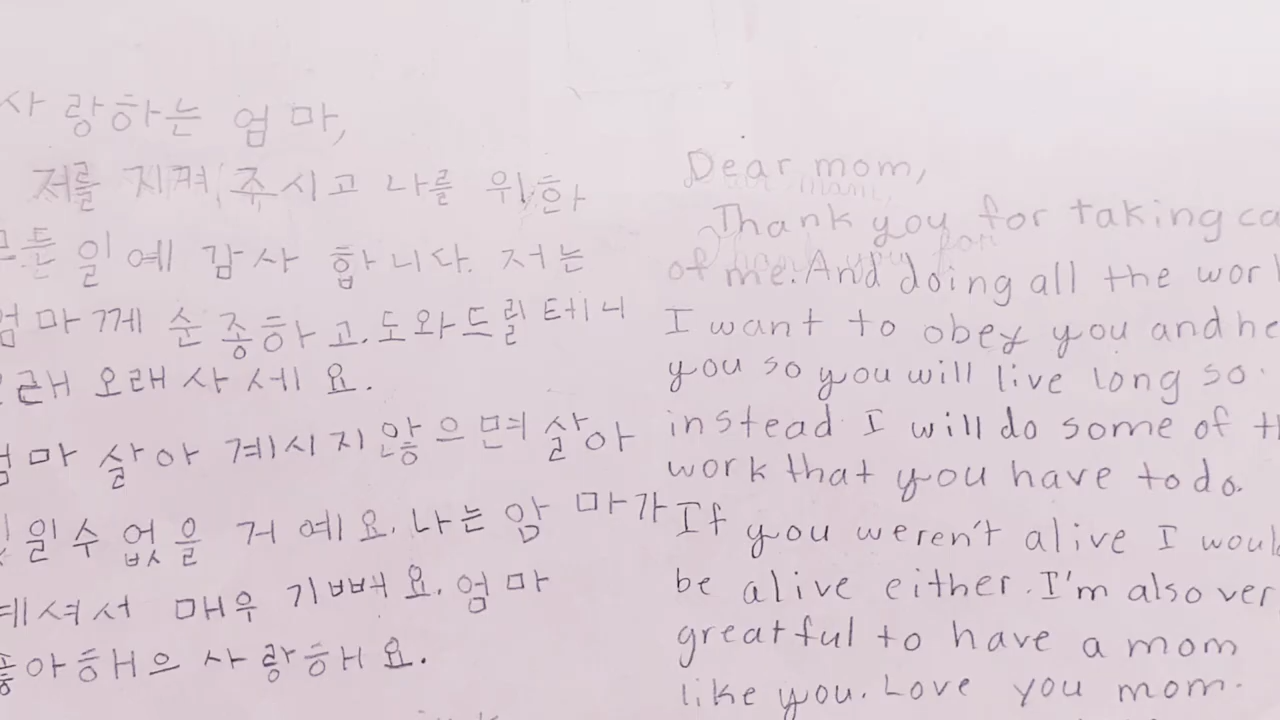 사랑하는 엄마,
저를 지켜 주시고 나를 위한
모든 일에 감사 합니다. 저는
엄마께 순종하고.도와드릴테니
오래 사세요.
엄마 살아 계시지않으면 살아
일수 없을 거예요.나는 암 마가
계셔서 매우 기뻐요.엄마
좋아해으 사랑해요.
Dear mom,
Thank you for taking ca
of me.And doing all the wor
I want to obey you and he
you so you will live long so.
instead I will do some of th
work that you have to do.
If you weren't alive I woul
be alive either.I'm also ver
greatful to have a mom
like you.Love you mom.